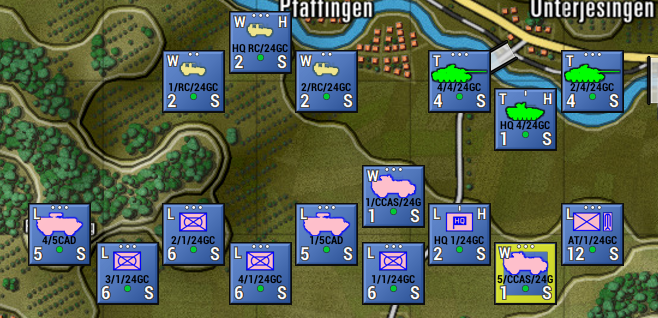 Pfaffingen
Unterjesingen
W H
HQ RC/24GC
2 S
W
1/RC/24GC
2 S
W
2/RC/24GC
2 S
T
4/4/24GC
4 S
T
2/4/24GC
4 S
T H
HQ 4/24GC
1 S
W
1/CCAS/24G
1 S
L
4/5CAD
5 S
L
2/1/24GC
6 S
L
1/5CAD
5 S
L H
HQ
HQ 1/24GC
2 S
L
AT/1/24GC
12 S
L
3/1/24GC
6 S
L
4/1/24GC
6 S
L
1/1/24GC
6 S
W
5/CCAS/24G
1 S